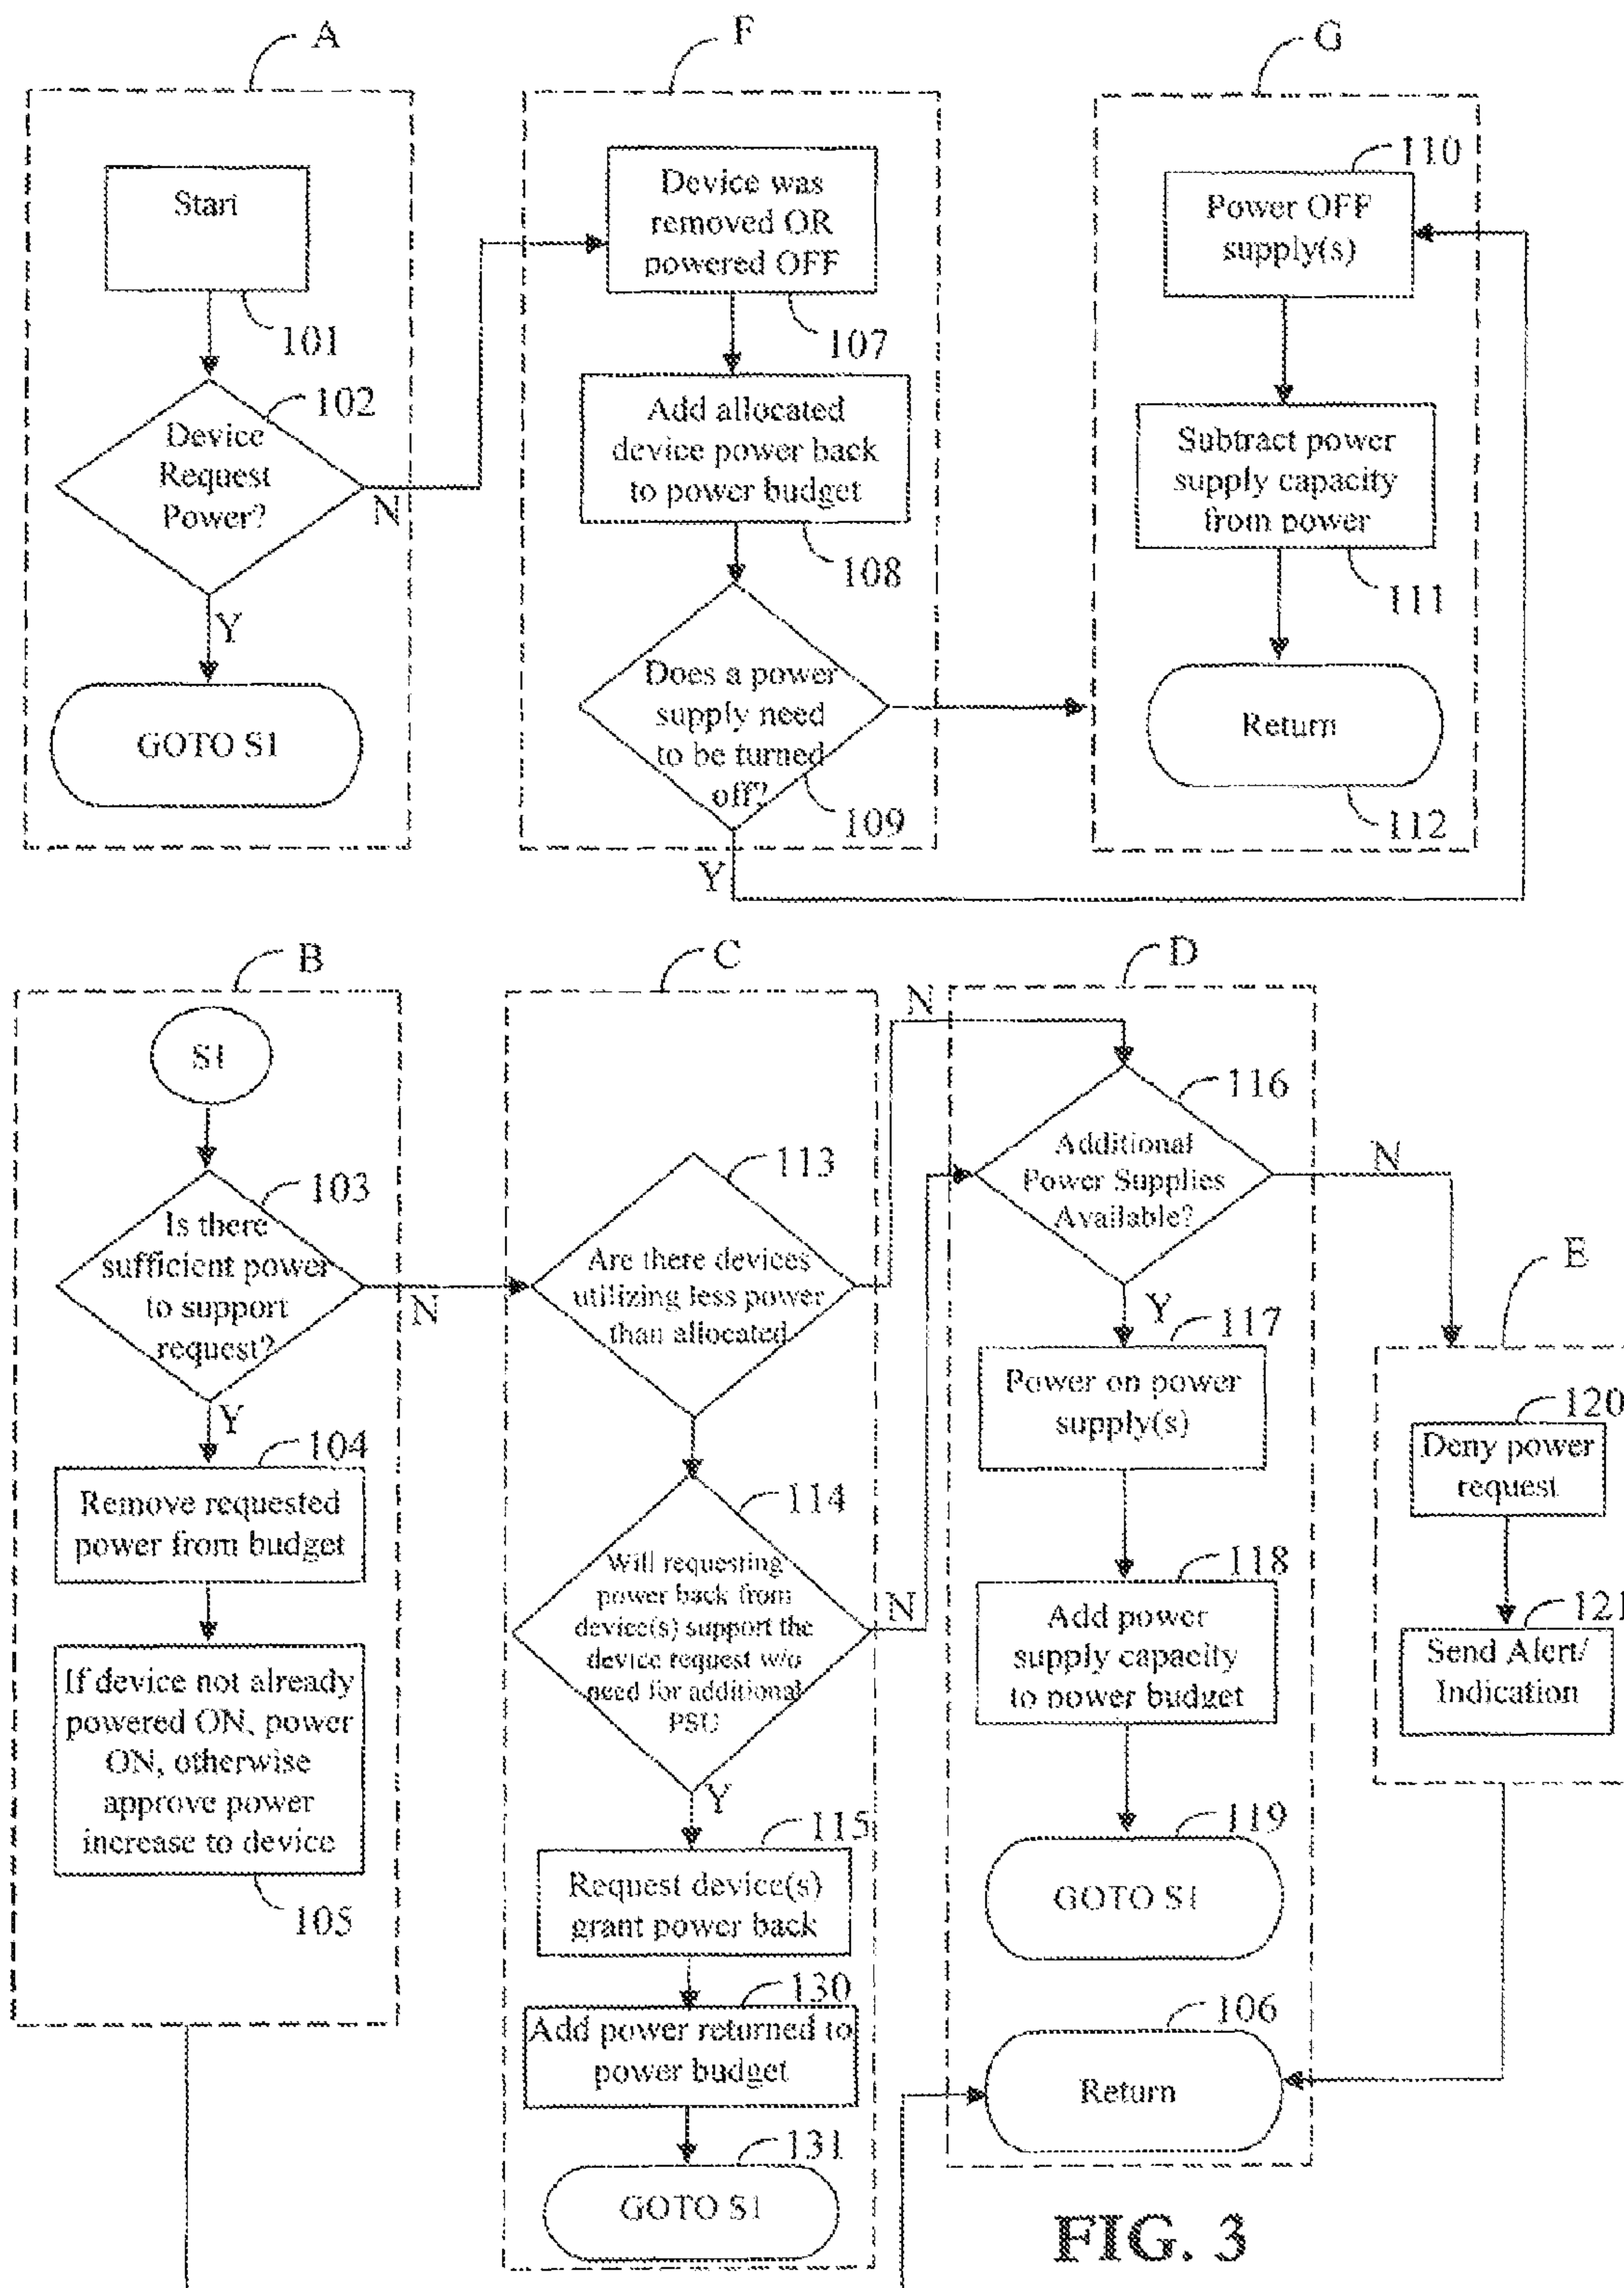 A
Start
101
102
Device
Request
Power?
N
Y
GOTO S1
F
Device was
removed OR
powered OFF
107
Add allocated
device power back
to power budget
108
Does a power
supply need
to be turned
off?
109
Y
G
110
Power OFF
supply(s)
Subtract power
supply capacity
from power
111
Return
112
B
S1
103
Is there
sufficient power
to support
request?
N
Y
104
Remove requested
power from budget
If device not already
powered ON, power
ON, otherwise
approve power
increase to device
105
C
113
Are there devices
utilizing less power
than allocated
N
114
Will requesting
power back from
device(s) support the
device request w/o
need for additional
PSU
N
Y
115
Request device(s)
grant power back
130
Add power returned to
power budget
131
GOTO S1
D
116
Additional
Power Supplies
Available?
N
Y
117
Power on power
supply(s)
118
Add power
supply capacity
to power budget
119
GOTO S1
106
Return
E
120
Deny power
request
121
Send Alert/
Indication
FIG. 3